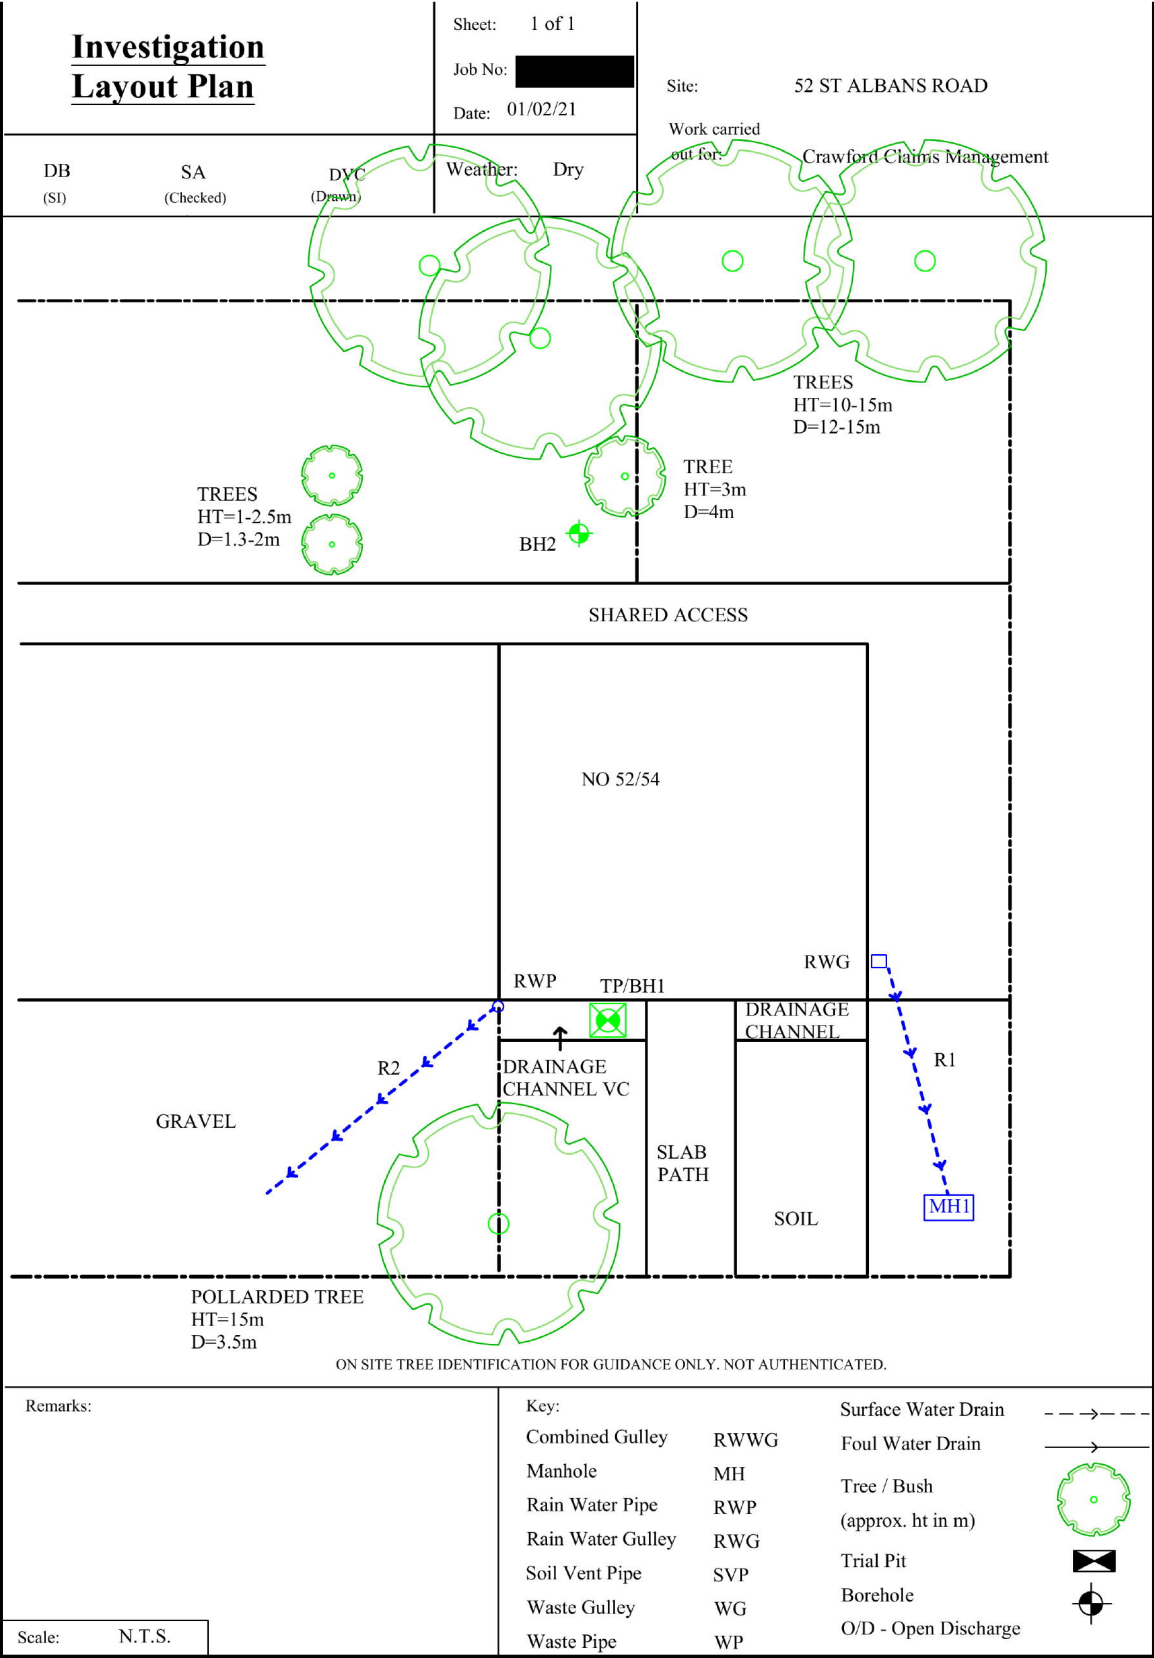 Investigation
Layout Plan
Sheet: 1 of 1
Job No:
Date: 01/02/21
Site: 52 ST ALBANS ROAD
Work carried
out for: Crawford Claims Management
DB
(SI)
SA
(Checked)
DVC
(Drawn)
Weather: Dry
TREES
HT=10-15m
D=12-15m
TREE
HT=3m
D=4m
TREES
HT=1-2.5m
D=1.3-2m
BH2
SHARED ACCESS
NO 52/54
RWG
RWP
TP/BH1
DRAINAGE
CHANNEL
R2
DRAINAGE
CHANNEL VC
R1
GRAVEL
SLAB
PATH
SOIL
MH1
POLLARDED TREE
HT=15m
D=3.5m
ON SITE TREE IDENTIFICATION FOR GUIDANCE ONLY. NOT AUTHENTICATED.
Remarks:
Scale: N.T.S.
Key:
Combined Gulley RWWG
Manhole MH
Rain Water Pipe RWP
Rain Water Gulley RWG
Soil Vent Pipe SVP
Waste Gulley WG
Waste Pipe WP
Surface Water Drain
Foul Water Drain
Tree / Bush
(approx. ht in m)
Trial Pit
Borehole
O/D - Open Discharge